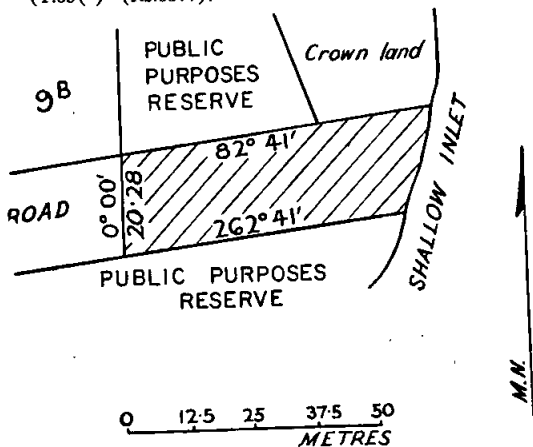 PUBLIC
PURPOSES
RESERVE
Crown land
9B
82° 41'
ROAD
0° 00'
20·28
262° 41'
SHALLOW INLET
PUBLIC PURPOSES
RESERVE
M.N.
0 12·5 25 37·5 50
METRES